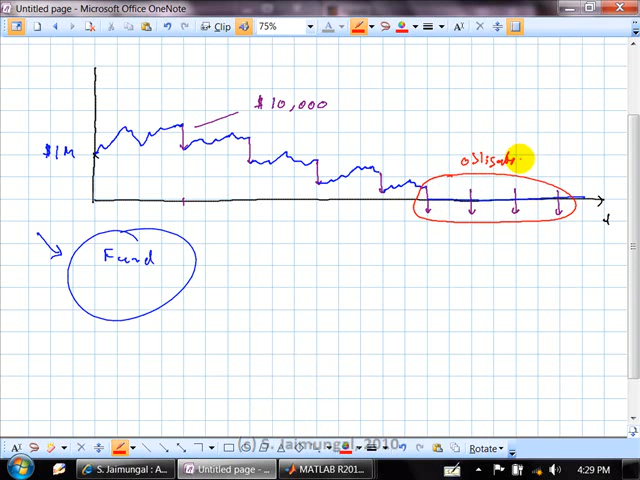 Untitled page - Microsoft Office OneNote
Clip
75%
$10,000
$1M
Fund
(c) S. Jaimungal, 2010
Rotate
S. Jaimungal : A...
Untitled page - ...
MATLAB R201...
4:29 PM